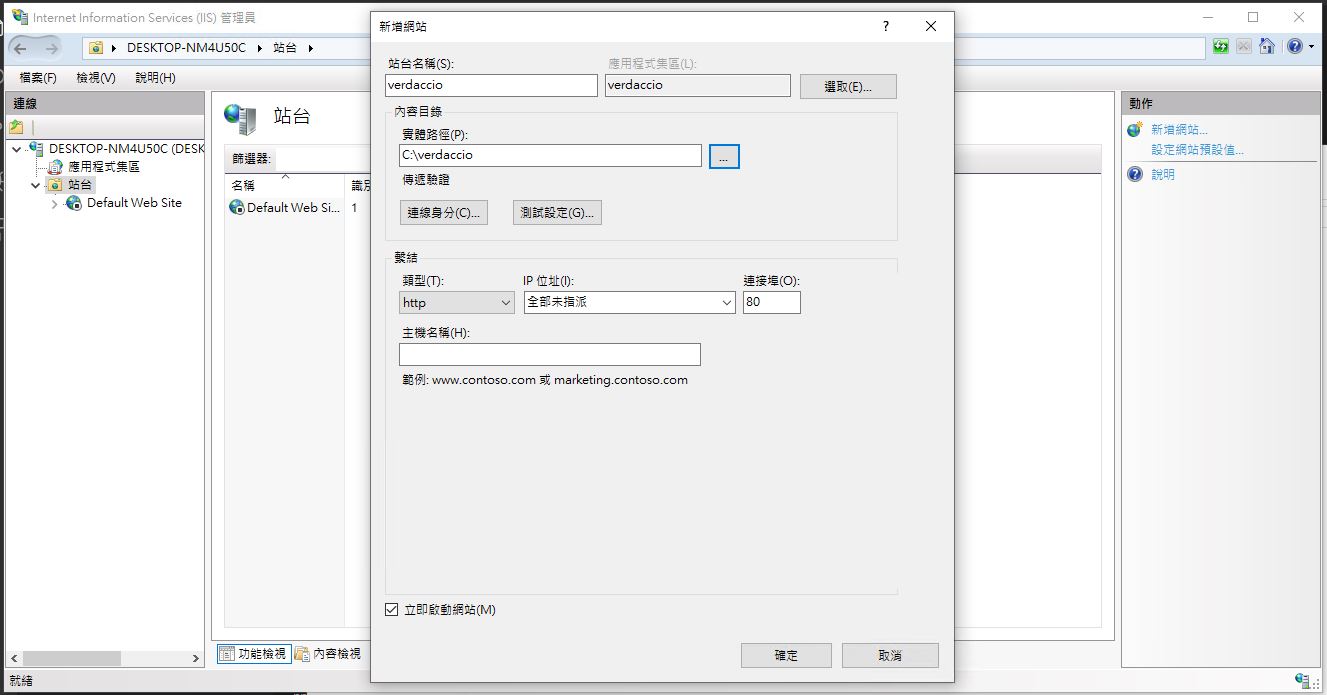 Internet Information Services (IIS) 管理員
DESKTOP-NM4U50C 站台
檔案(F) 檢視(V) 說明(H)
連線
DESKTOP-NM4U50C (DESK
應用程式集區
站台
Default Web Site
站台
篩選器:
名稱 識別
Default Web Si... 1
功能檢視 內容檢視
就緒
新增網站
?
站台名稱(S): 應用程式集區(L):
verdaccio verdaccio 選取(E)...
內容目錄
實體路徑(P):
C:\verdaccio ...
傳遞驗證
連線身分(C)... 測試設定(G)...
繫結
類型(T): IP 位址(I): 連接埠(O):
http 全部未指派 80
主機名稱(H):
範例: www.contoso.com 或 marketing.contoso.com
立即啟動網站(M)
確定 取消
動作
新增網站...
設定網站預設值...
說明